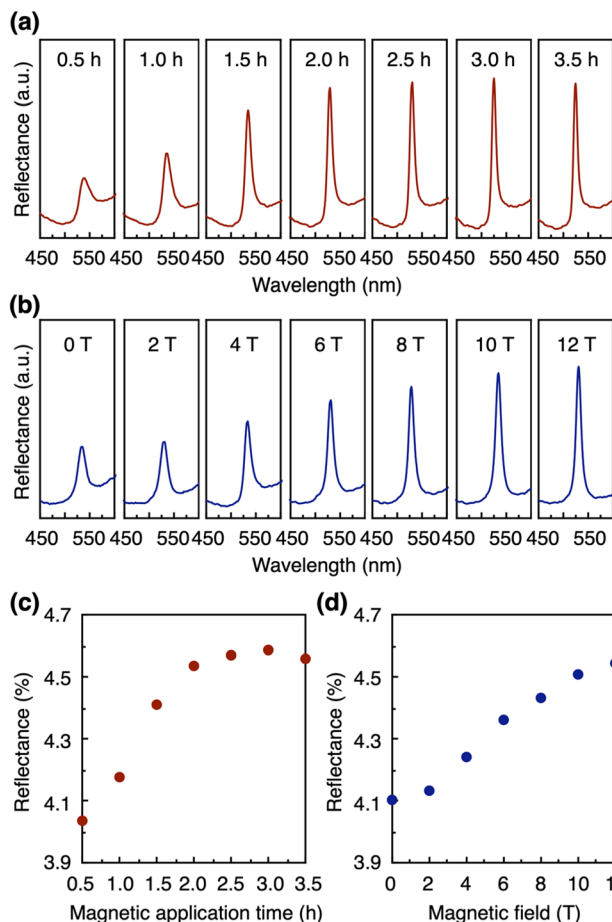 (a)
0.5 h 1.0 h 1.5 h 2.0 h 2.5 h 3.0 h 3.5 h
Reflectance (a.u.)
450 550 450 550 450 550 450 550 450 550 450 550 450 550
Wavelength (nm)
(b)
0 T 2 T 4 T 6 T 8 T 10 T 12 T
Reflectance (a.u.)
450 550 450 550 450 550 450 550 450 550 450 550 450 550
Wavelength (nm)
(c)
4.7
4.5
4.3
4.1
3.9
Reflectance (%)
0.5 1.0 1.5 2.0 2.5 3.0 3.5
Magnetic application time (h)
(d)
4.7
4.5
4.3
4.1
3.9
Reflectance (%)
0 2 4 6 8 10
Magnetic field (T)